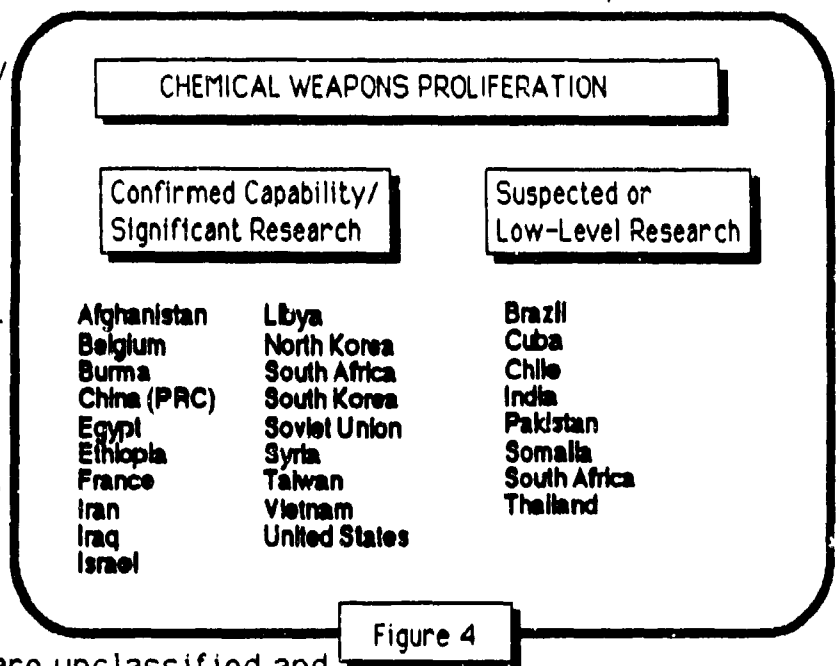 CHEMICAL WEAPONS PROLIFERATION
Confirmed Capability/
Significant Research
Afghanistan
Belgium
Burma
China (PRC)
Egypt
Ethiopia
France
Iran
Iraq
Israel
Libya
North Korea
South Africa
South Korea
Soviet Union
Syria
Taiwan
Vietnam
United States
Suspected or
Low-Level Research
Brazil
Cuba
Chile
India
Pakistan
Somalia
South Africa
Thailand
Figure 4
are unclassified and